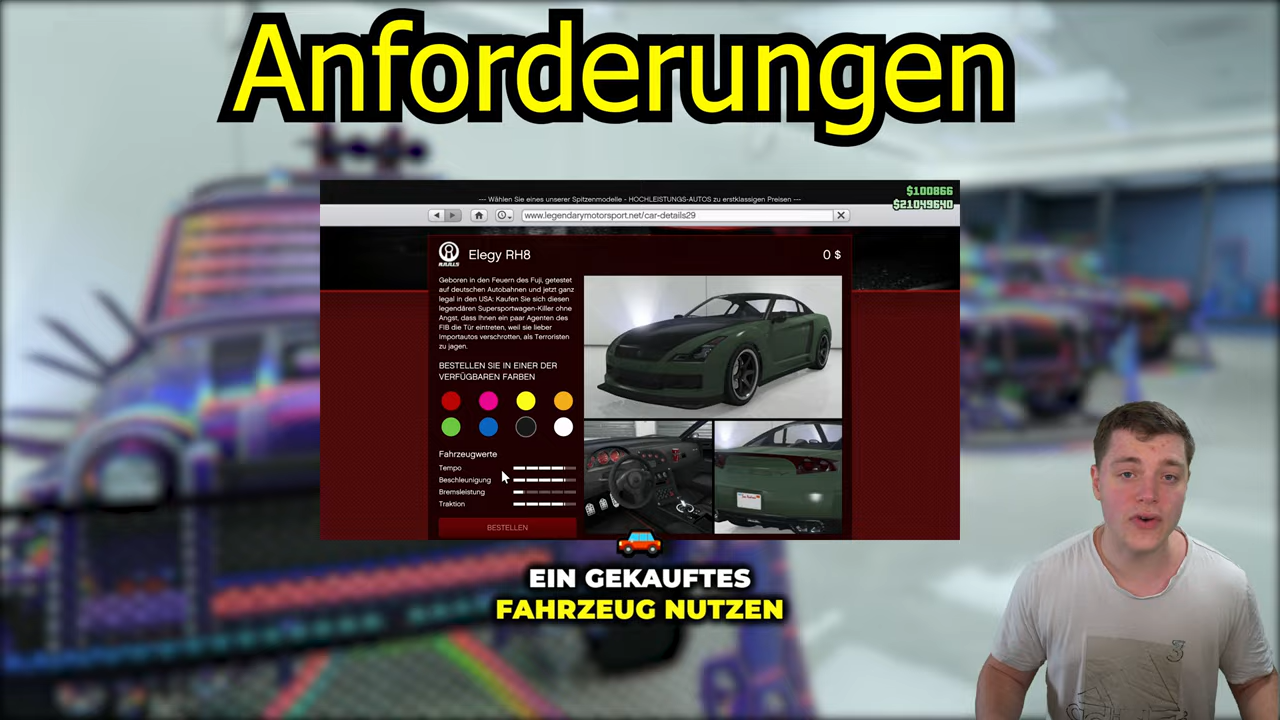 Anforderungen
--- Wählen Sie eines unserer Spitzenmodelle - HOCHLEISTUNGS-AUTOS zu erstklassigen Preisen ---
$100866
$21049640
www.legendarymotorsport.net/car-details29
Elegy RH8
0 $
Geboren in den Feuern des Fuji, getestet
auf deutschen Autobahnen und jetzt ganz
legal in den USA: Kaufen Sie sich diesen
legendären Supersportwagen-Killer ohne
Angst, dass Ihnen ein paar Agenten des
FIB die Tür eintreten, weil sie lieber
Importautos verschrotten, als Terroristen
zu jagen.
BESTELLEN SIE IN EINER DER
VERFÜGBAREN FARBEN
Fahrzeugwerte
Tempo
Beschleunigung
Bremsleistung
Traktion
BESTELLEN
EIN GEKAUFTES
FAHRZEUG NUTZEN
3